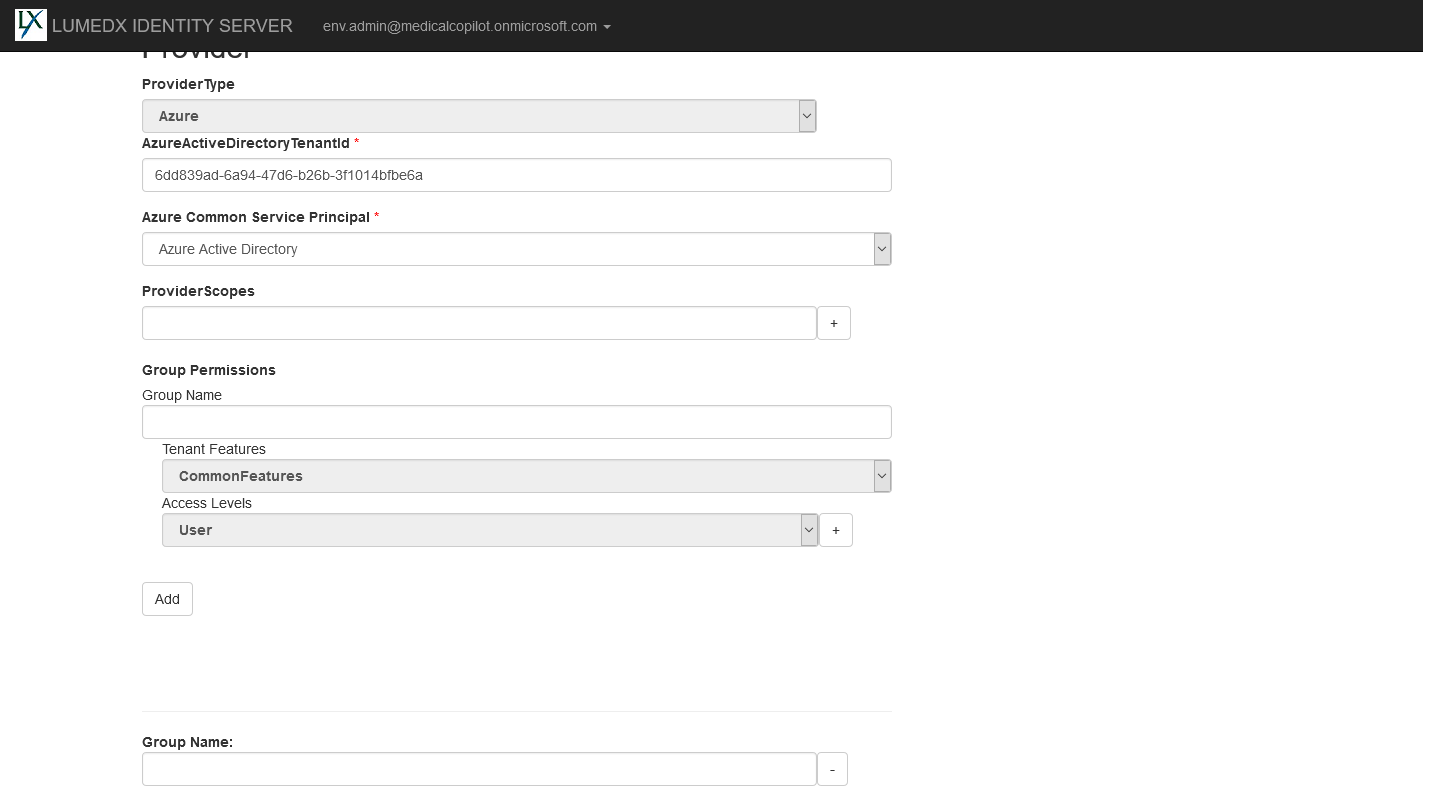 LX LUMEDX IDENTITY SERVER env.admin@medicalcopilot.onmicrosoft.com
Provider
ProviderType
Azure
AzureActiveDirectoryTenantId *
6dd839ad-6a94-47d6-b26b-3f1014bfbe6a
Azure Common Service Principal *
Azure Active Directory
ProviderScopes
+
Group Permissions
Group Name
Tenant Features
CommonFeatures
Access Levels
User +
Add
Group Name:
-